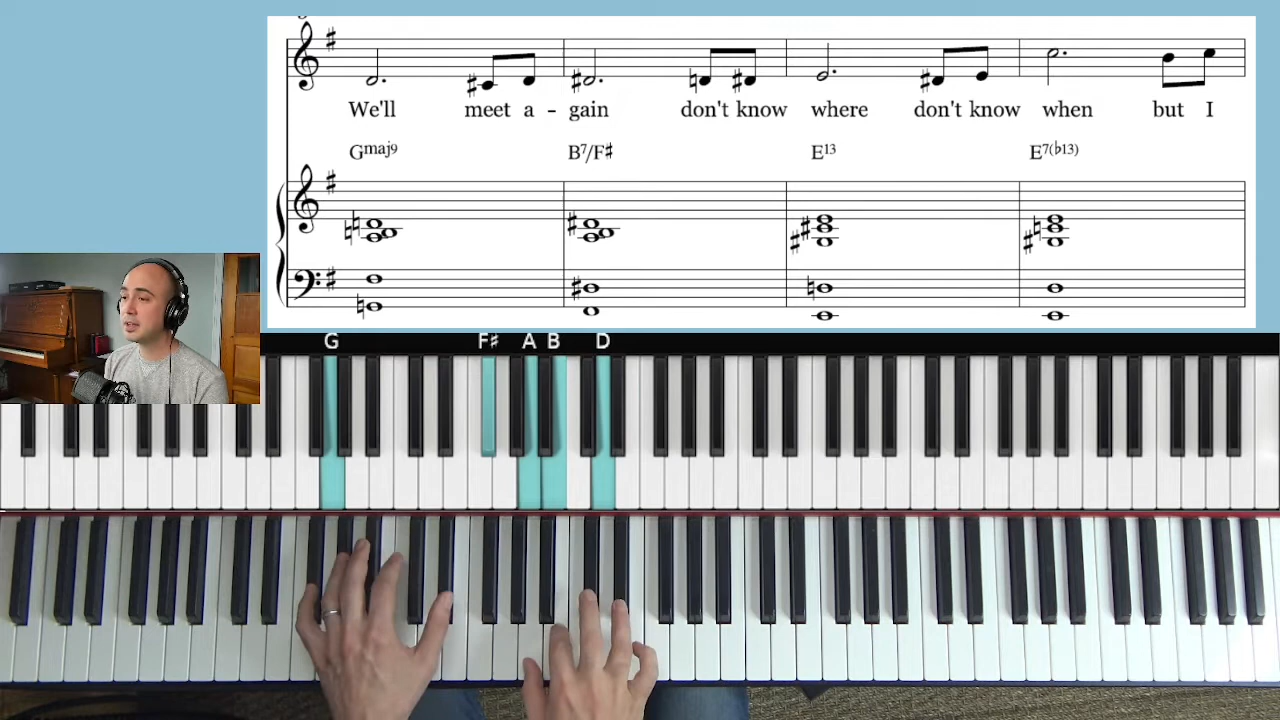 We'll meet a - gain don't know where don't know when but I
Gmaj9 B7/F♯ E13 E7(♭13)
G F♯ A B D